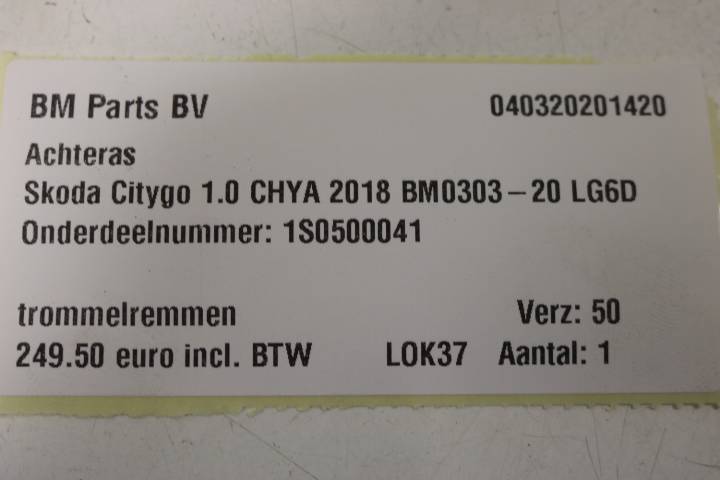 BM Parts BV 040320201420
Achteras
Skoda Citygo 1.0 CHYA 2018 BM0303-20 LG6D
Onderdeelnummer: 1S0500041
trommelremmen Verz: 50
249.50 euro incl. BTW LOK37 Aantal: 1